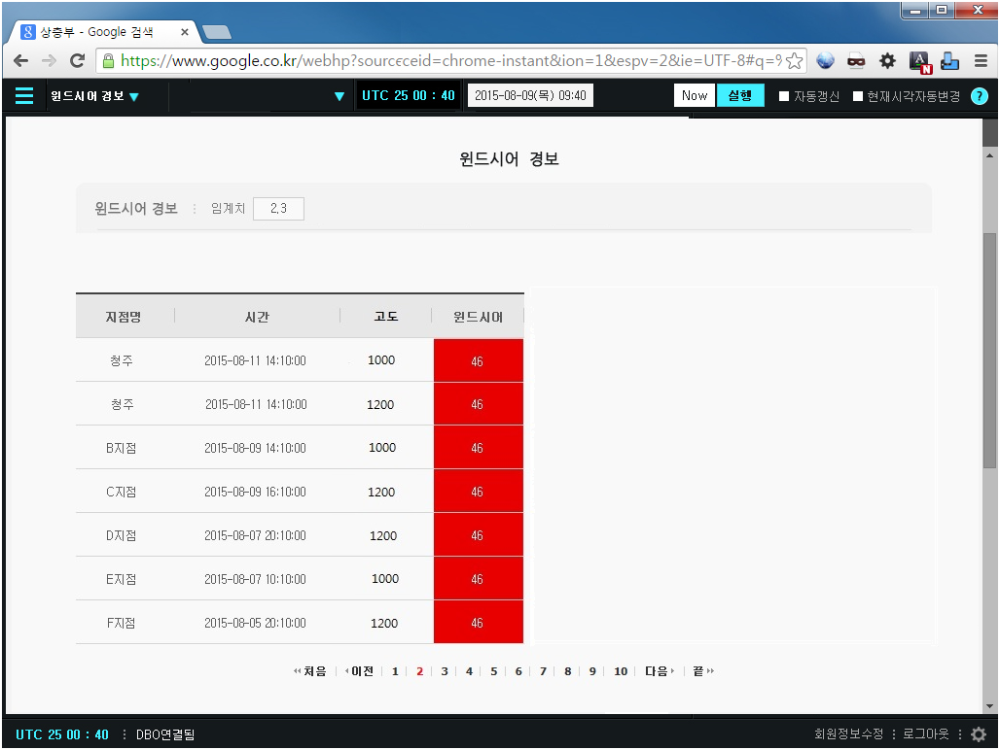 상층부 - Google 검색
https://www.google.co.kr/webhp?sourceceid=chrome-instant&ion=1&espv=2&ie=UTF-8#q=
윈드시어 경보 ▼ ▼ UTC 25 00 : 40 2015-08-09(목) 09:40 Now 실행 자동갱신 현재시각자동변경 ?
윈드시어 경보
윈드시어 경보 : 임계치 2,3
지점명 시간 고도 윈드시어
청주 2015-08-11 14:10:00 1000 46
청주 2015-08-11 14:10:00 1200 46
B지점 2015-08-09 14:10:00 1000 46
C지점 2015-08-09 16:10:00 1200 46
D지점 2015-08-07 20:10:00 1200 46
E지점 2015-08-07 10:10:00 1000 46
F지점 2015-08-05 20:10:00 1200 46
처음 이전 1 2 3 4 5 6 7 8 9 10 다음 끝
UTC 25 00 : 40 : DB0연결됨 회원정보수정 : 로그아웃 :